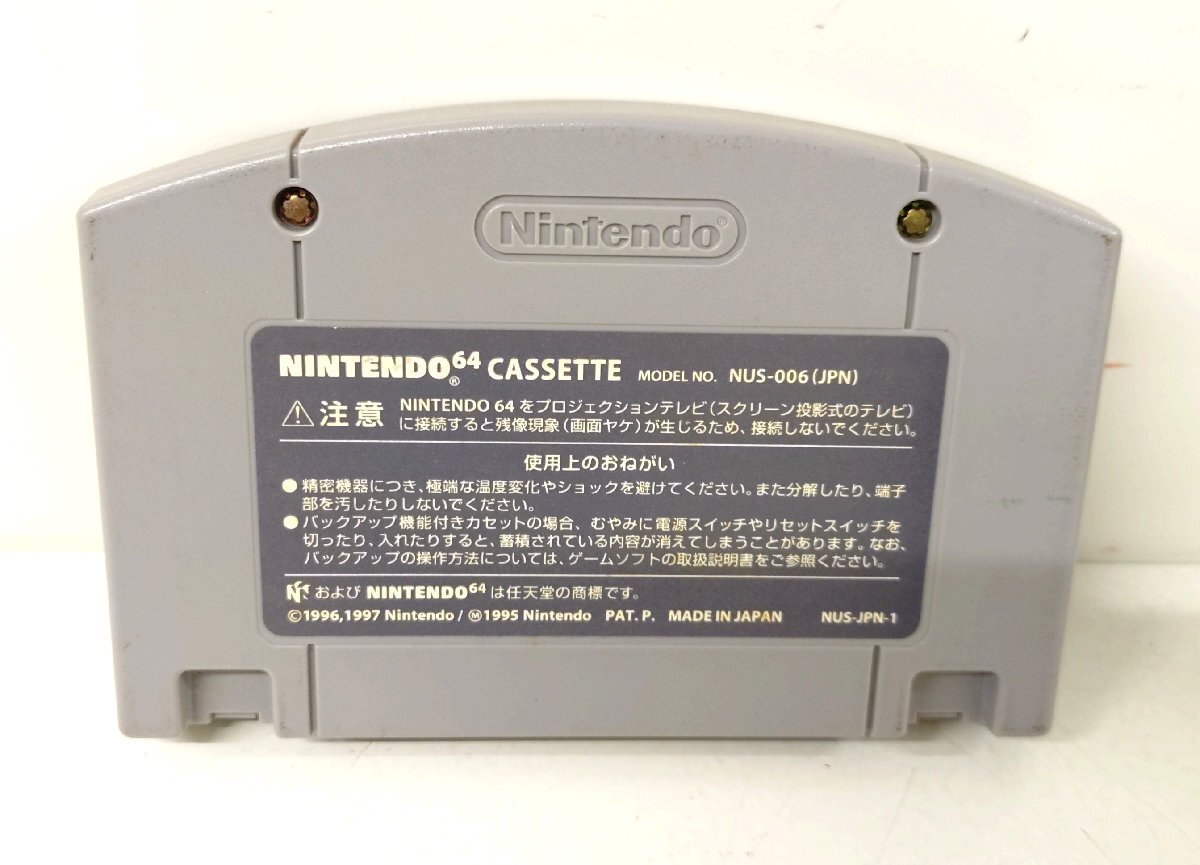 Nintendo®
NINTENDO64® CASSETTE MODEL NO. NUS-006(JPN)
⚠注意 NINTENDO 64 をプロジェクションテレビ(スクリーン投影式のテレビ)
に接続すると残像現象(画面ヤケ)が生じるため、接続しないでください。
使用上のおねがい
●精密機器につき、極端な温度変化やショックを避けてください。また分解したり、端子
部を汚したりしないでください。
●バックアップ機能付きカセットの場合、むやみに電源スイッチやリセットスイッチを
切ったり、入れたりすると、蓄積されている内容が消えてしまうことがあります。なお、
バックアップの操作方法については、ゲームソフトの取扱説明書をご参照ください。
および NINTENDO64 は任天堂の商標です。
©1996,1997 Nintendo/Ⓜ1995 Nintendo PAT. P. MADE IN JAPAN NUS-JPN-1